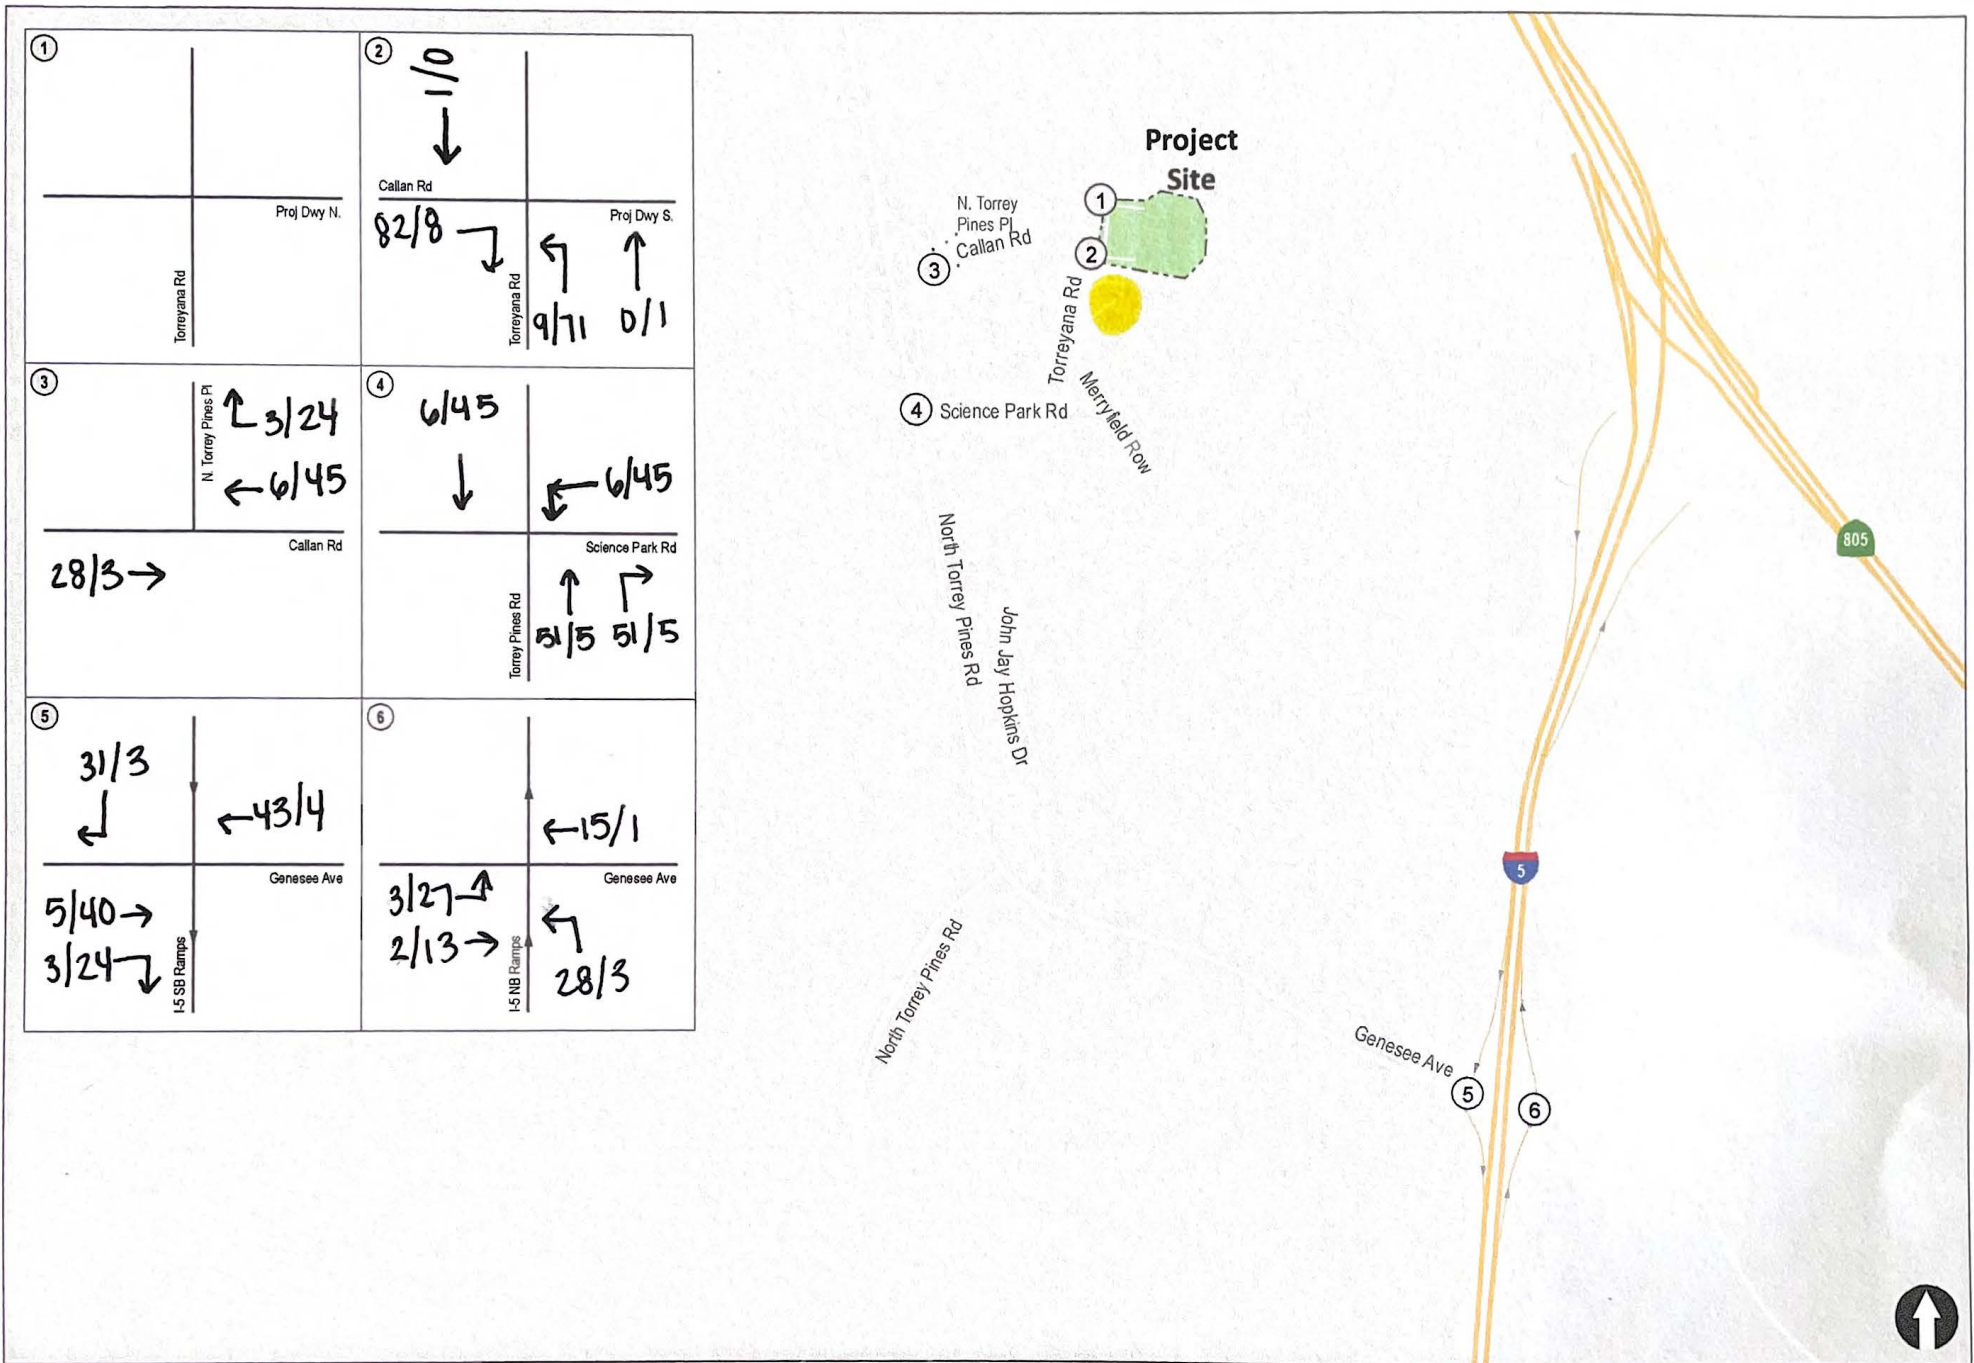 1
Proj Dwy N.
Torreyana Rd
2
1/0
Callan Rd
82/8
Proj Dwy S.
Torreyana Rd
9/71
0/1
3
N. Torrey Pines Pl
3/24
6/45
Callan Rd
28/3
4
6/45
6/45
Science Park Rd
Torrey Pines Rd
51/5
51/5
5
31/3
43/4
Genesee Ave
5/40
3/24
I-5 SB Ramps
6
15/1
Genesee Ave
3/27
2/13
I-5 NB Ramps
28/3
Project
Site
1
2
N. Torrey
Pines Pl
Callan Rd
3
Torreyana Rd
4
Science Park Rd
Merryfield Row
North Torrey Pines Rd
John Jay Hopkins Dr
North Torrey Pines Rd
805
5
Genesee Ave
5
6